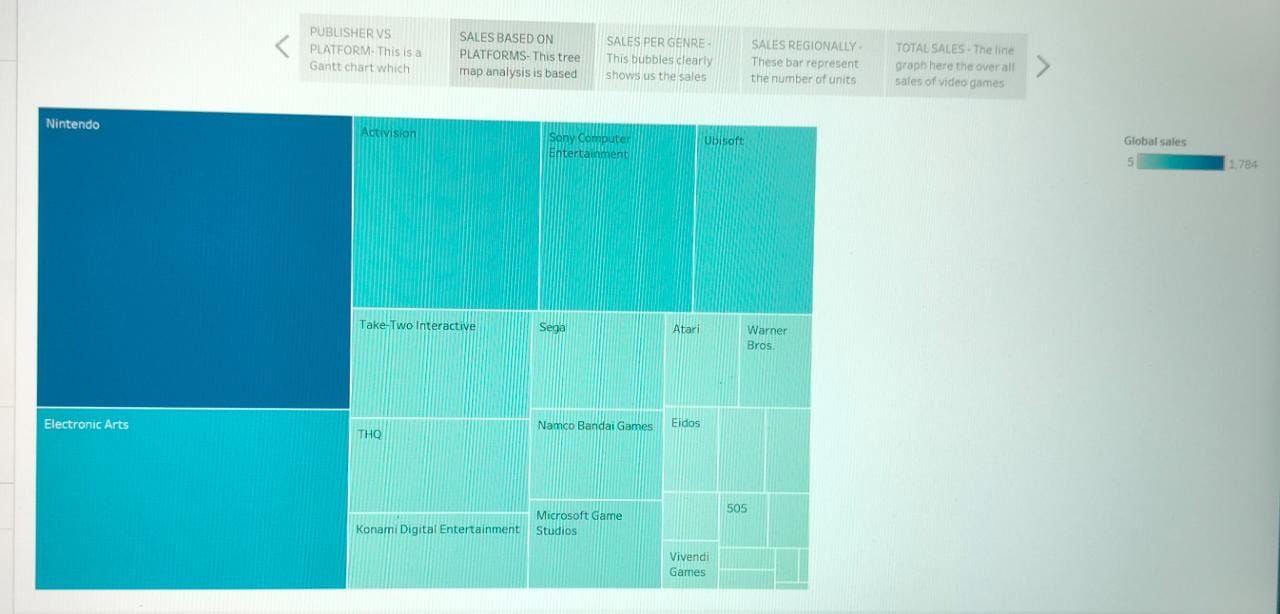 PUBLISHER VS
PLATFORM- This is a
Gantt chart which
SALES BASED ON
PLATFORMS- This tree
map analysis is based
SALES PER GENRE -
This bubbles clearly
shows us the sales
SALES REGIONALLY -
These bar represent
the number of units
TOTAL SALES - The line
graph here the over all
sales of video games
Global sales
5
1,784
Nintendo
Activision
Sony Computer
Entertainment
Ubisoft
Take-Two Interactive
Sega
Atari
Warner
Bros.
Electronic Arts
THQ
Namco Bandai Games
Eidos
Konami Digital Entertainment
Microsoft Game
Studios
505
Vivendi
Games